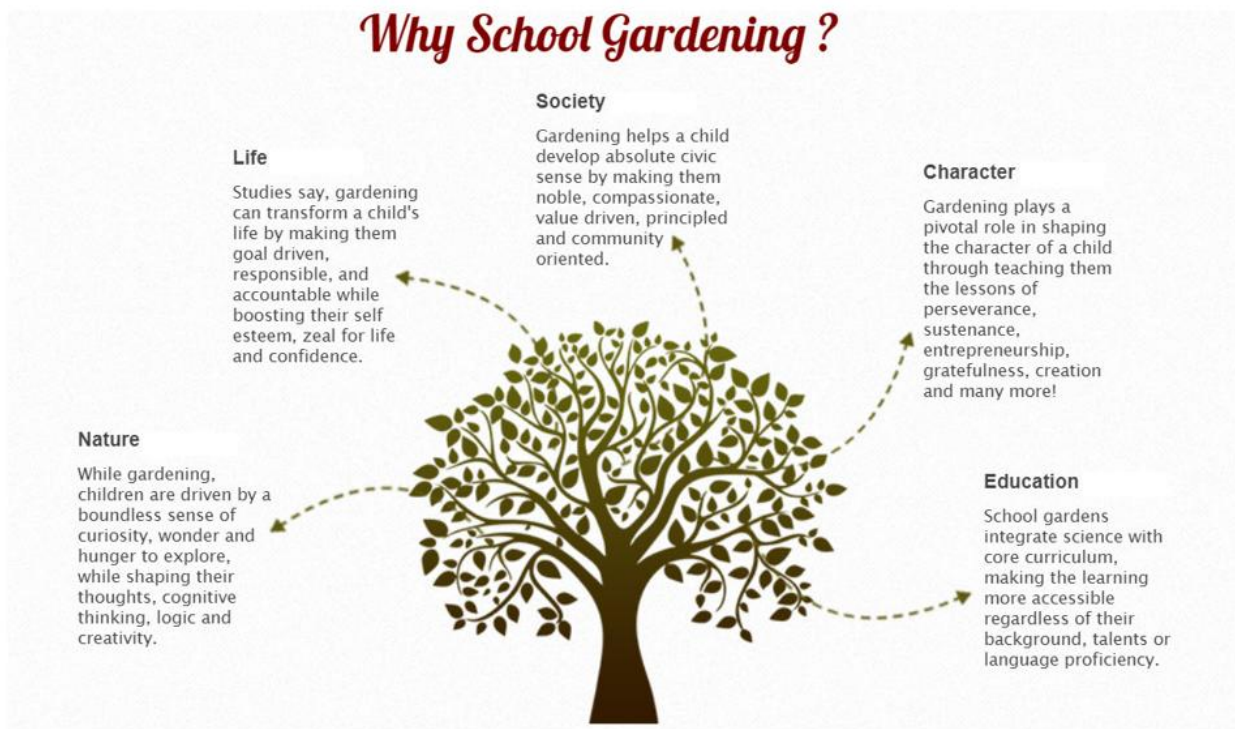 Why School Gardening ?
Society
Gardening helps a child
develop absolute civic
sense by making them
noble, compassionate,
value driven, principled
and community
oriented.
Life
Studies say, gardening
can transform a child's
life by making them
goal driven,
responsible, and
accountable while
boosting their self
esteem, zeal for life
and confidence.
Character
Gardening plays a
pivotal role in shaping
the character of a child
through teaching them
the lessons of
perseverance,
sustenance,
entrepreneurship,
gratefulness, creation
and many more!
Nature
While gardening,
children are driven by a
boundless sense of
curiosity, wonder and
hunger to explore,
while shaping their
thoughts, cognitive
thinking, logic and
creativity.
Education
School gardens
integrate science with
core curriculum,
making the learning
more accessible
regardless of their
background, talents or
language proficiency.